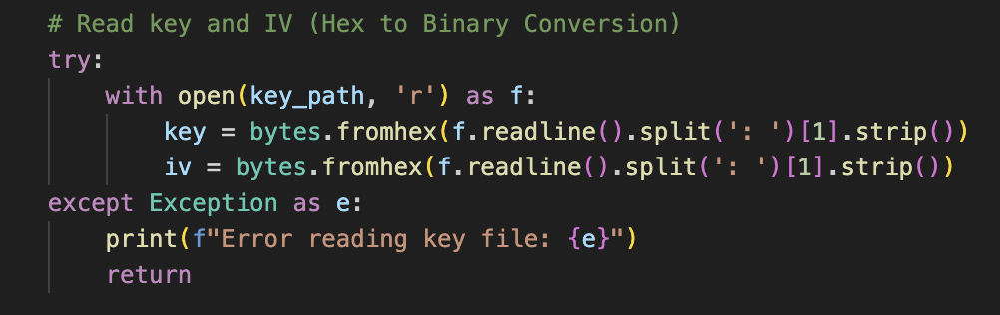 # Read key and IV (Hex to Binary Conversion)
try:
    with open(key_path, 'r') as f:
        key = bytes.fromhex(f.readline().split(': ')[1].strip())
        iv = bytes.fromhex(f.readline().split(': ')[1].strip())
except Exception as e:
    print(f"Error reading key file: {e}")
    return